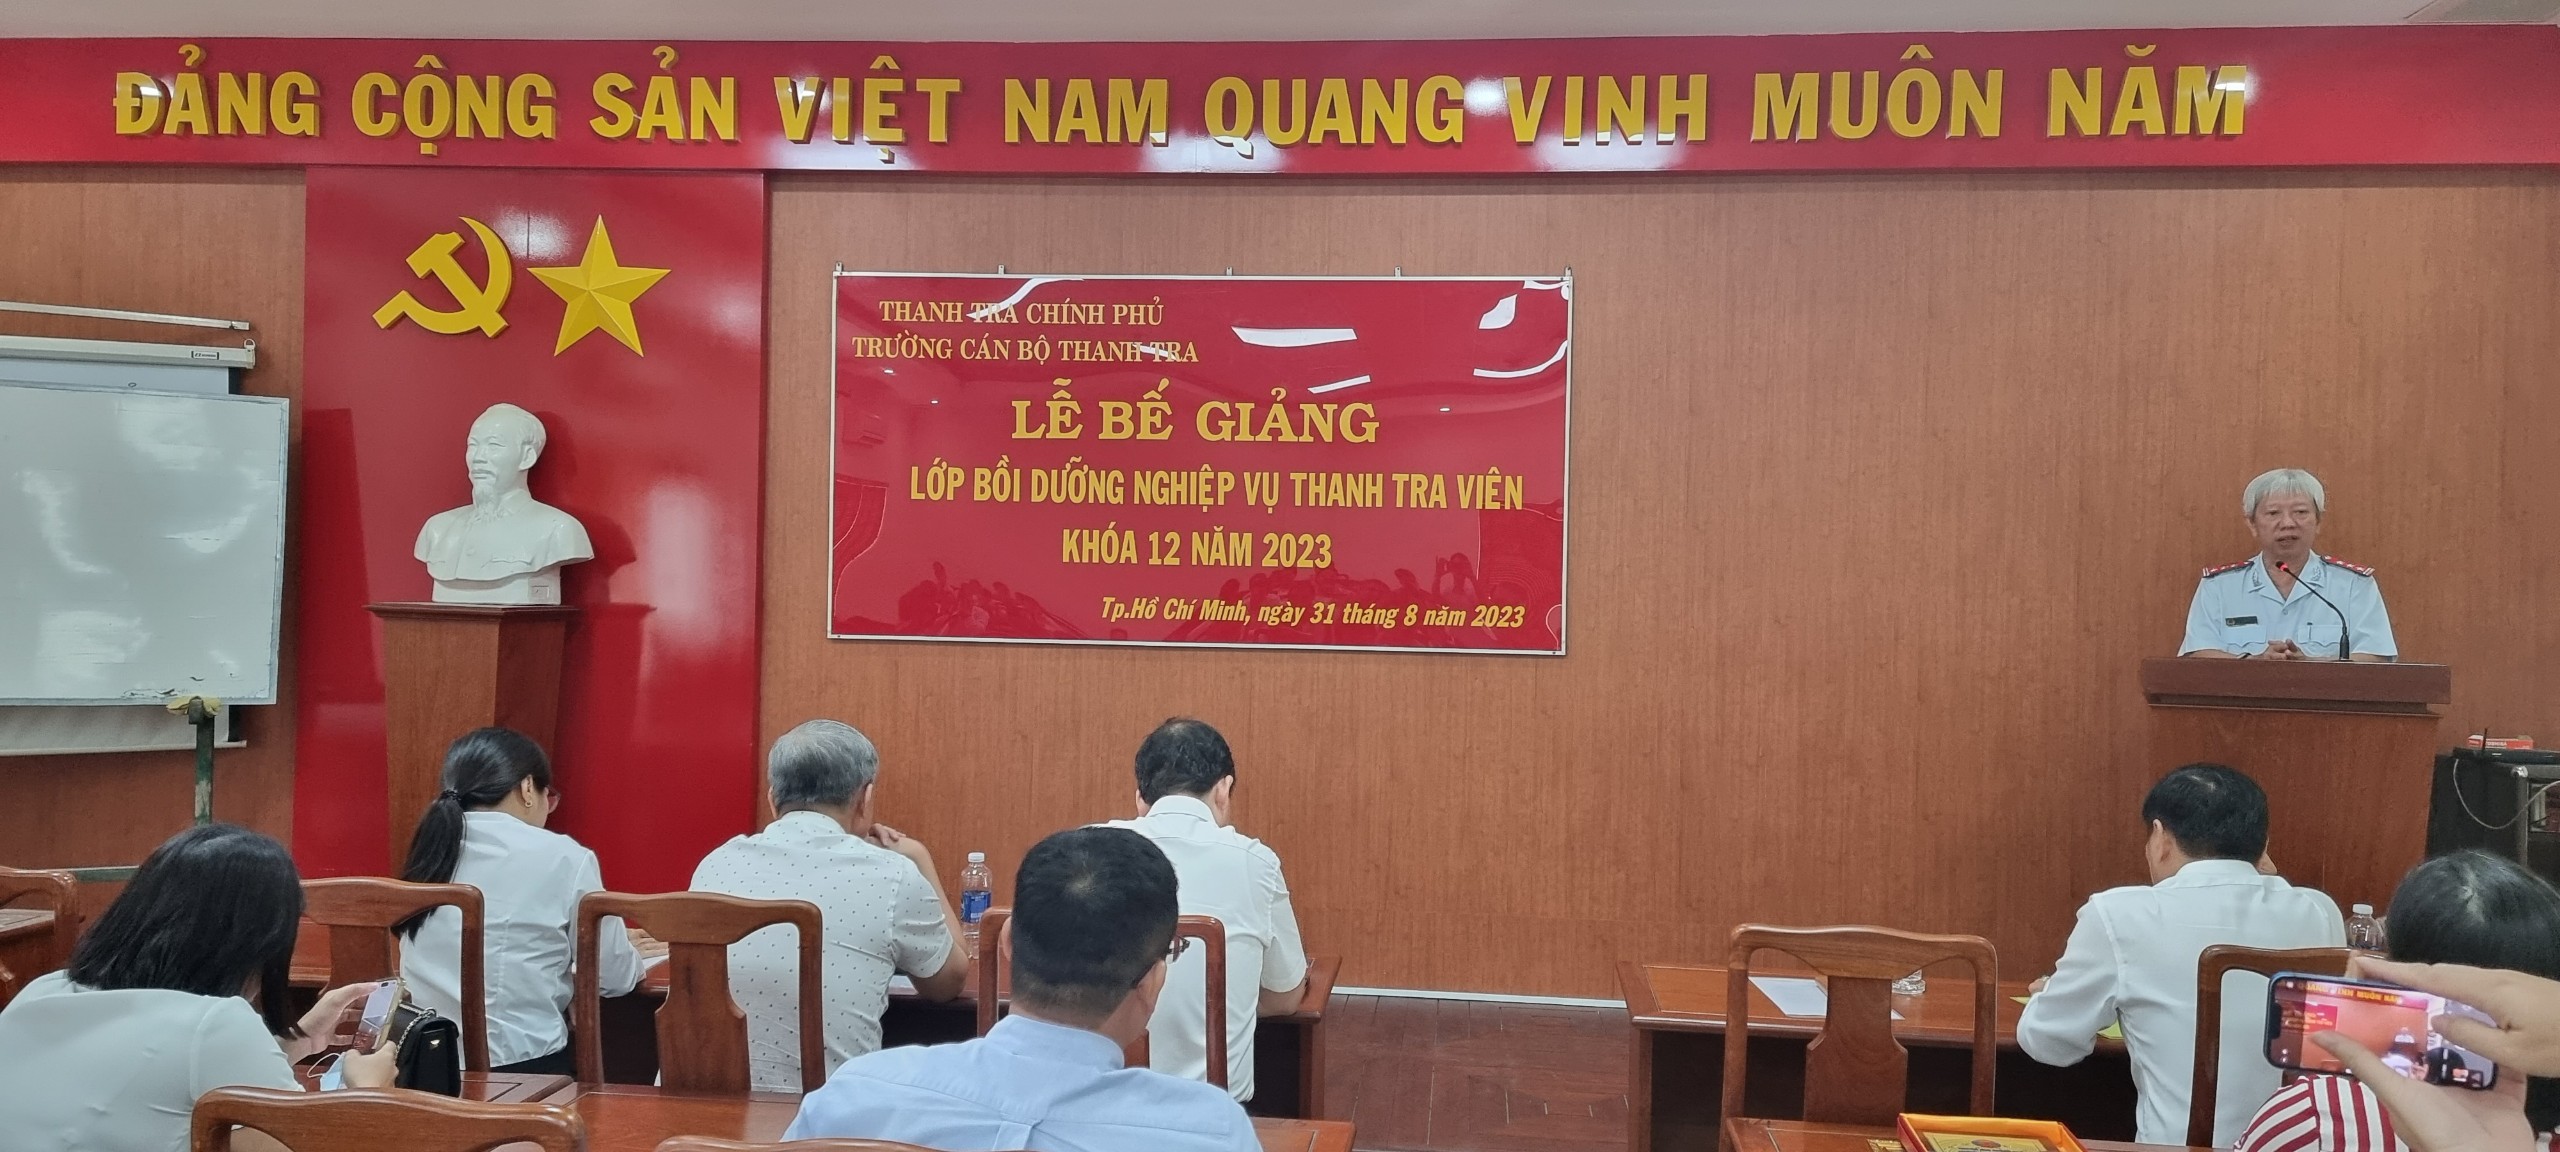 ĐẢNG CỘNG SẢN VIỆT NAM QUANG VINH MUÔN NĂM
THANH TRA CHÍNH PHỦ
TRƯỜNG CÁN BỘ THANH TRA
LỄ BẾ GIẢNG
LỚP BỒI DƯỠNG NGHIỆP VỤ THANH TRA VIÊN
KHÓA 12 NĂM 2023
Tp.Hồ Chí Minh, ngày 31 tháng 8 năm 2023